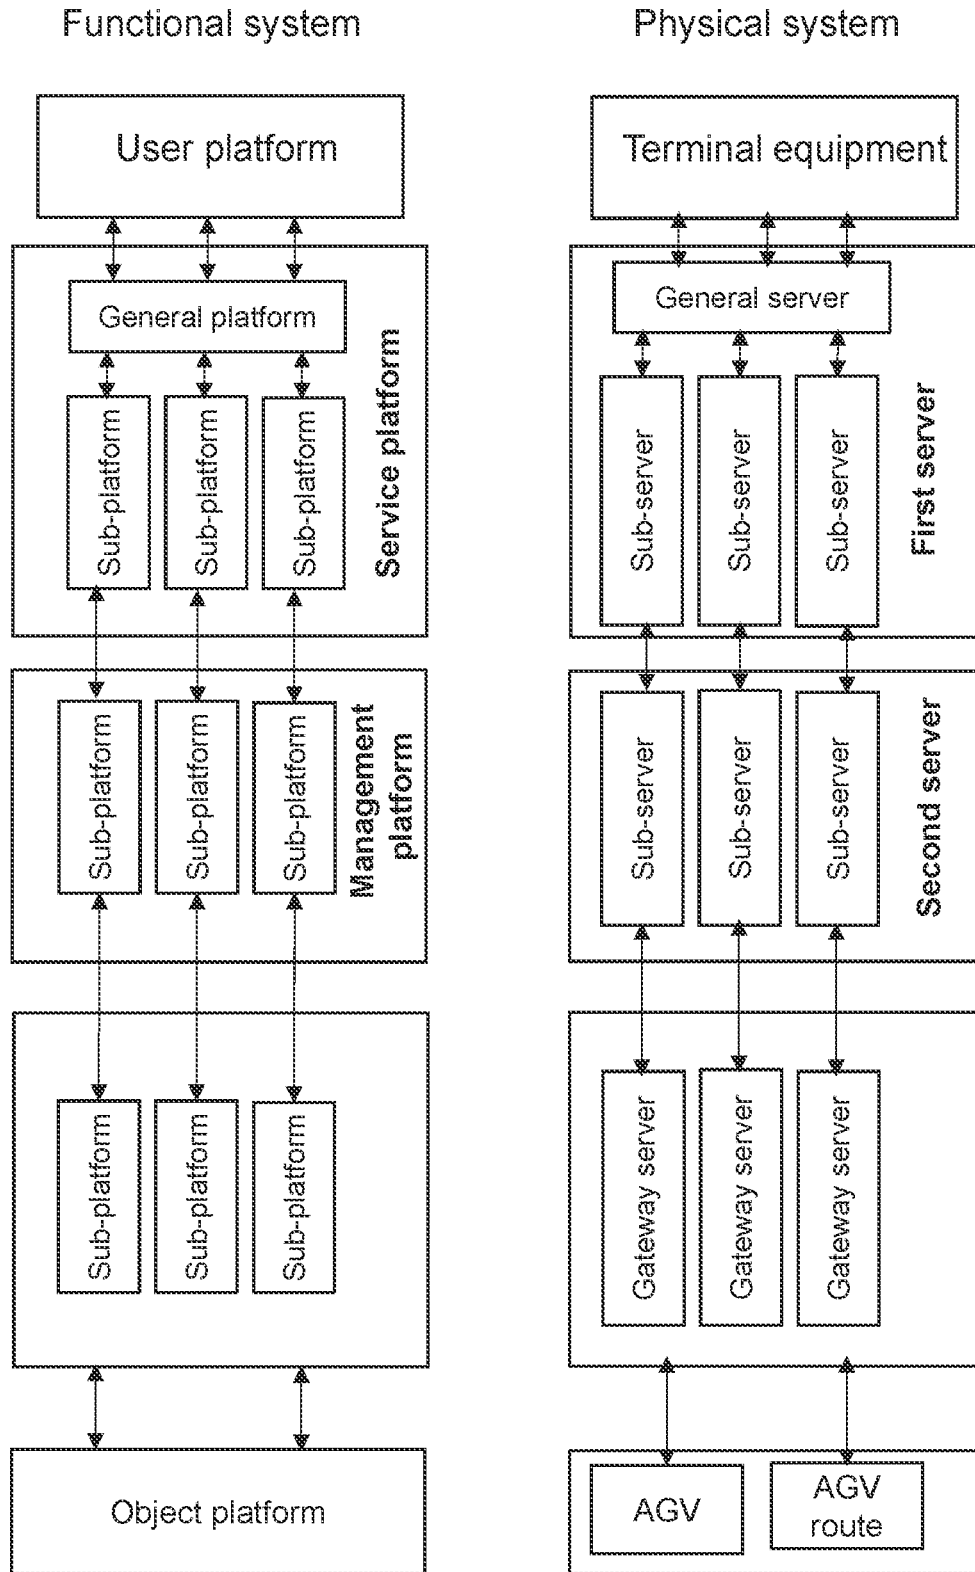 Functional system
User platform
General platform
Sub-platform
Sub-platform
Sub-platform
Service platform
Sub-platform
Sub-platform
Sub-platform
Management
platform
Sub-platform
Sub-platform
Sub-platform
Object platform
Physical system
Terminal equipment
General server
Sub-server
Sub-server
Sub-server
First server
Sub-server
Sub-server
Sub-server
Second server
Gateway server
Gateway server
Gateway server
AGV
AGV
route